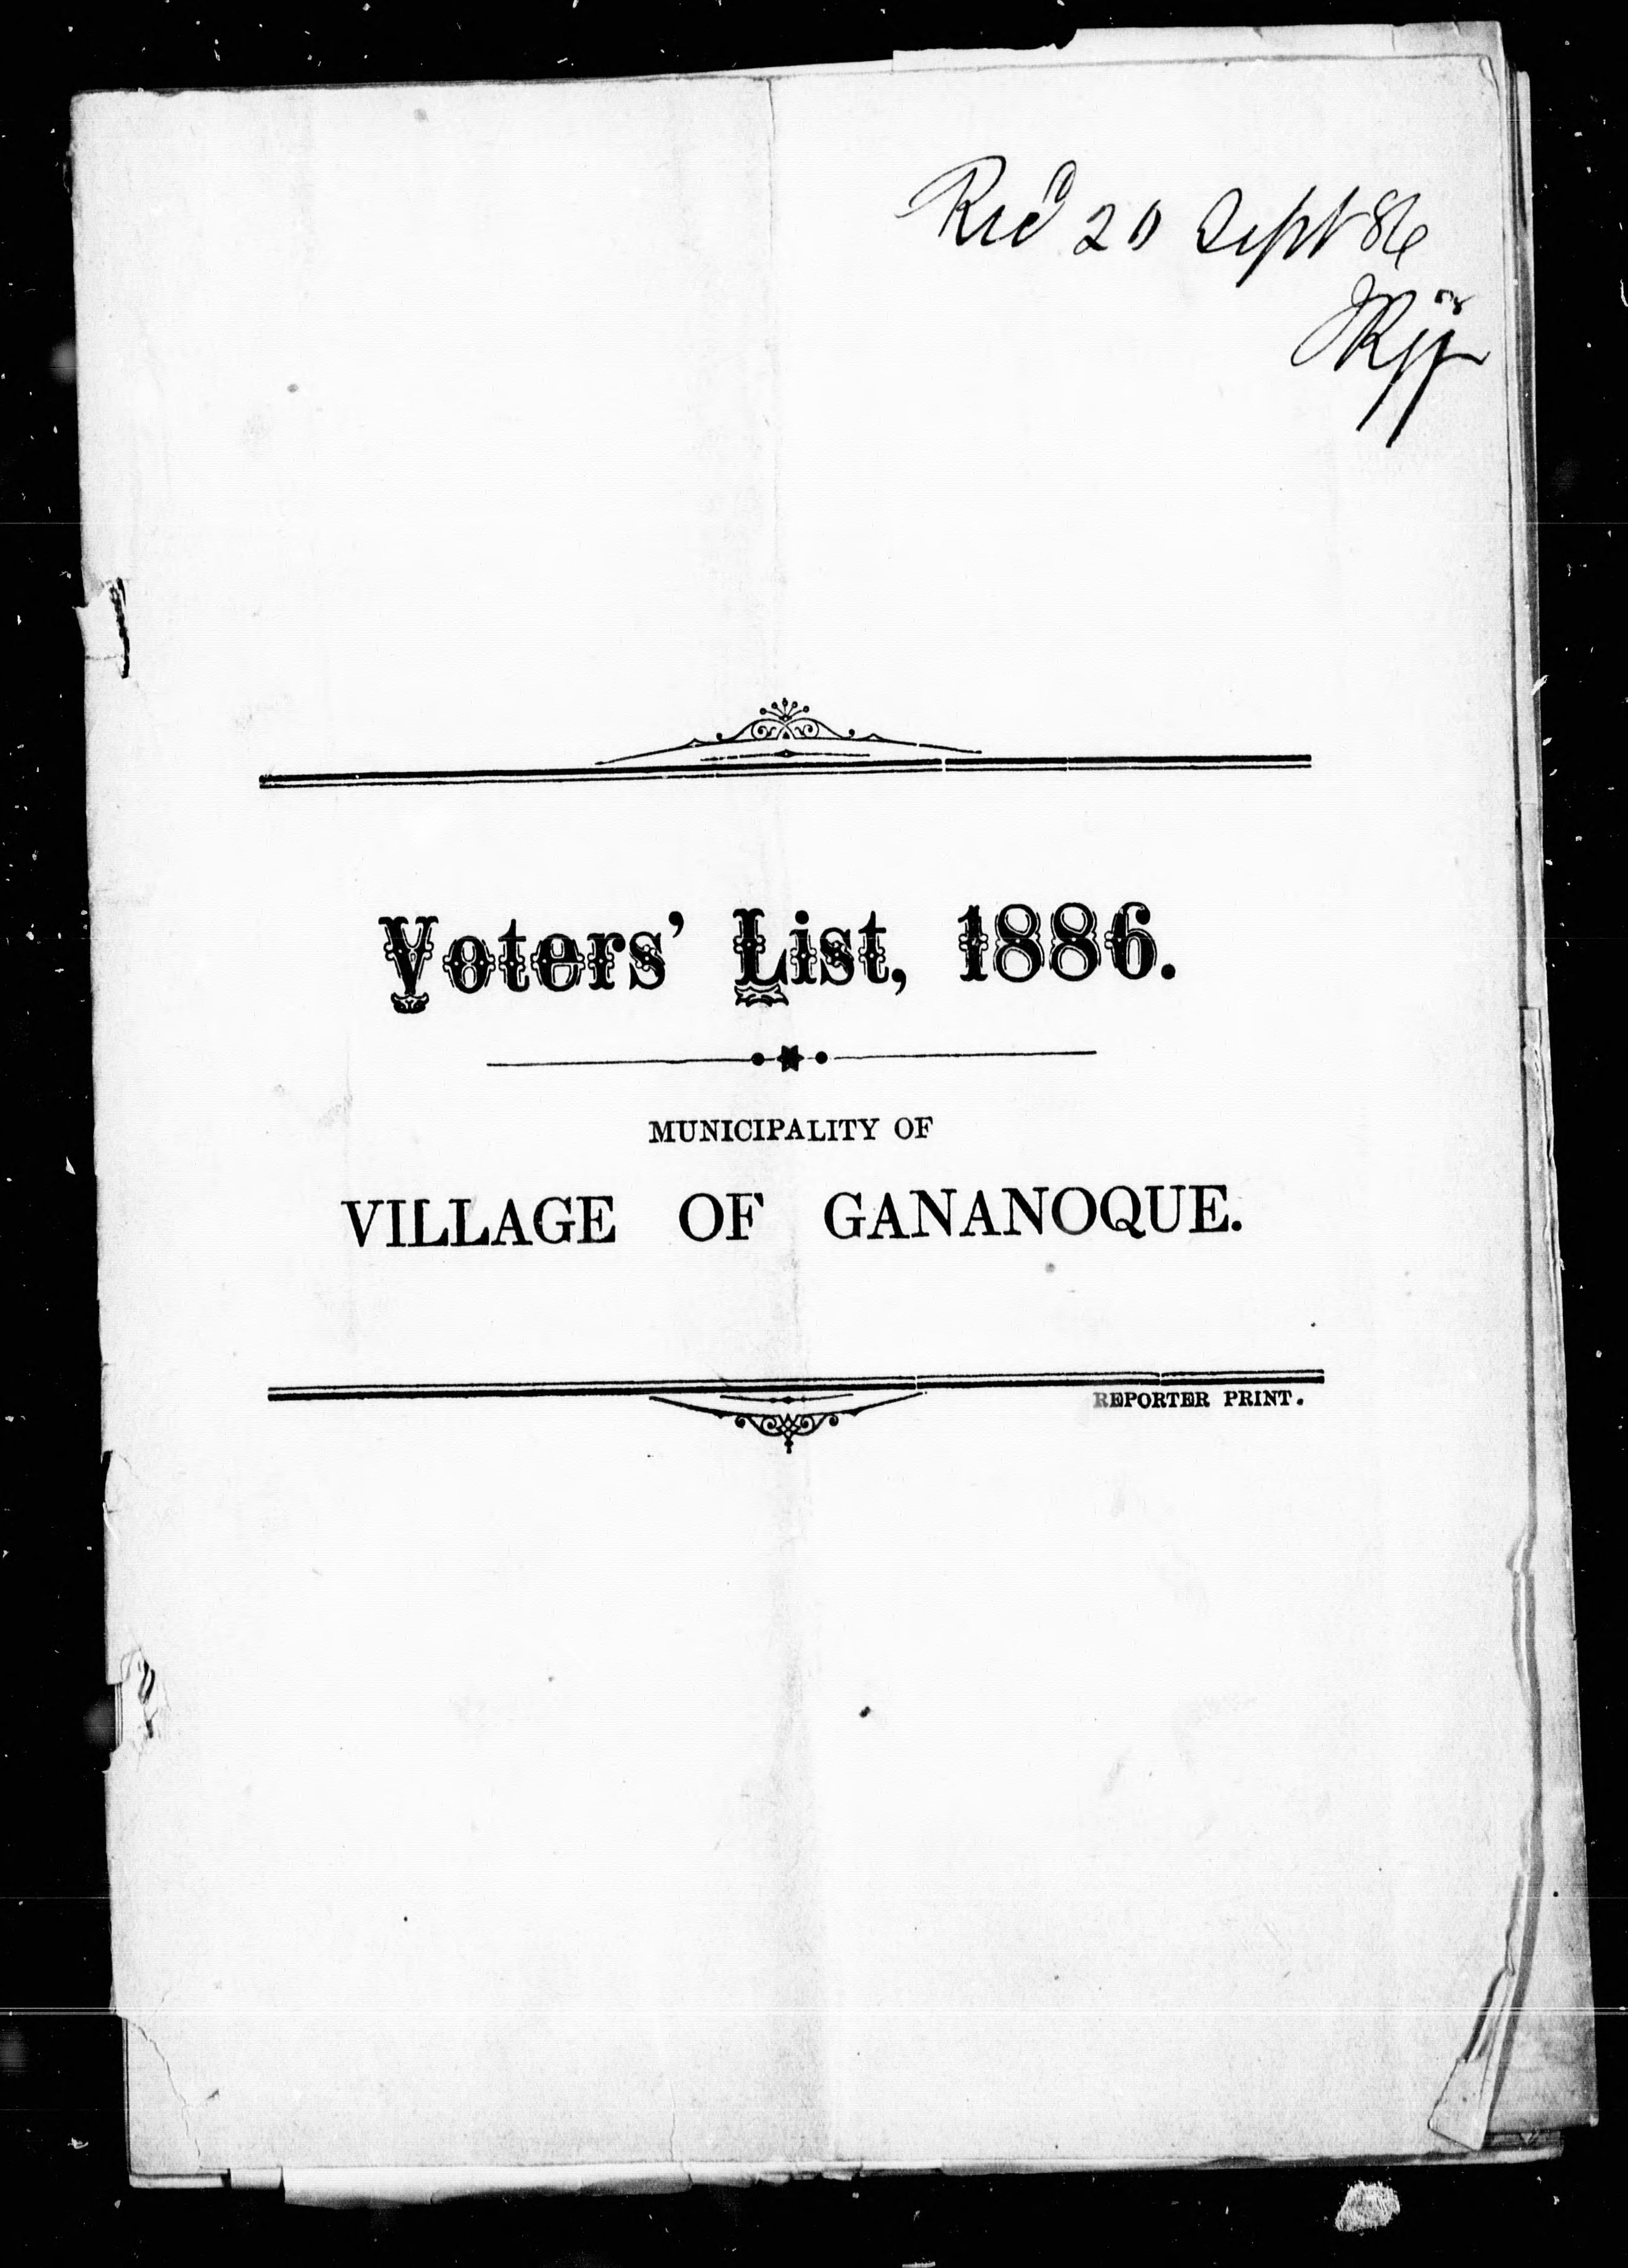 Rec'd 20 Sept 86
Voters' List, 1886.
MUNICIPALITY OF
VILLAGE OF GANANOQUE.
REPORTER PRINT.